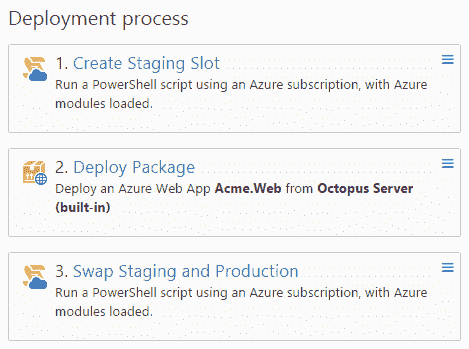 Deployment process
1. Create Staging Slot
Run a PowerShell script using an Azure subscription, with Azure
modules loaded.
2. Deploy Package
Deploy an Azure Web App Acme.Web from Octopus Server
(built-in)
3. Swap Staging and Production
Run a PowerShell script using an Azure subscription, with Azure
modules loaded.